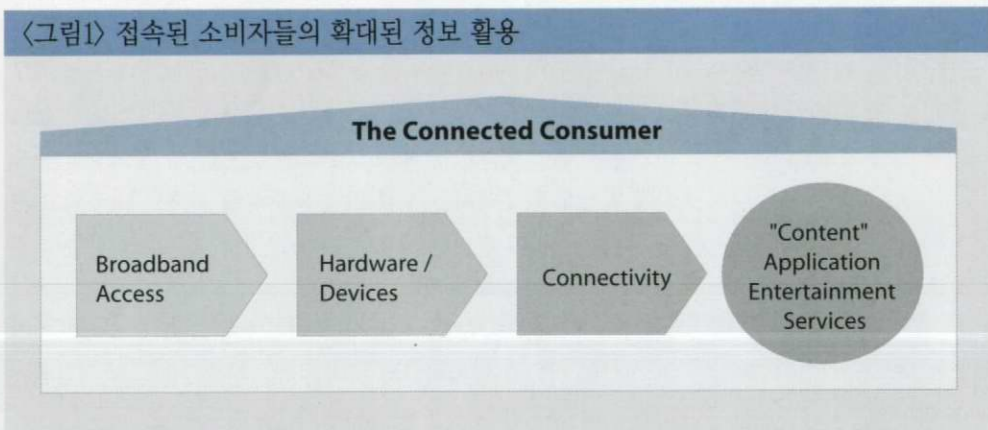 〈그림1〉 접속된 소비자들의 확대된 정보 활용
The Connected Consumer
Broadband
Access
Hardware /
Devices
Connectivity
"Content"
Application
Entertainment
Services